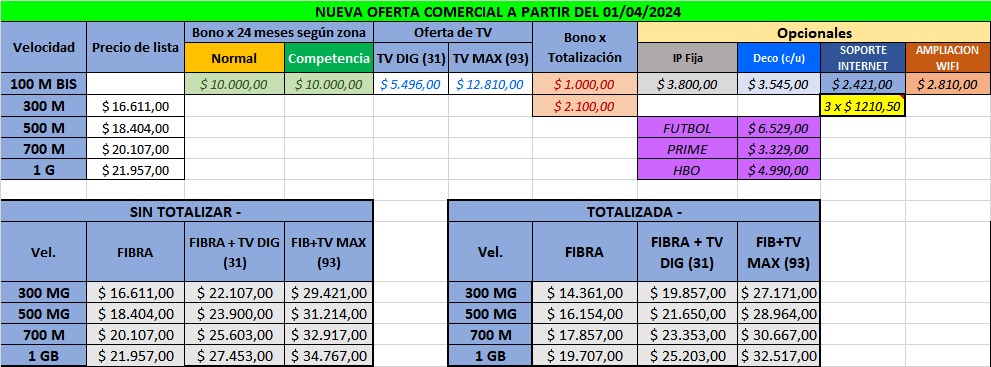 NUEVA OFERTA COMERCIAL A PARTIR DEL 01/04/2024
Velocidad Precio de lista Bono x 24 meses según zona Oferta de TV Bono x Totalización Opcionales
Normal Competencia TV DIG (31) TV MAX (93) IP Fija Deco (c/u) SOPORTE INTERNET AMPLIACION WIFI
100 M BIS $ 10.000,00 $ 10.000,00 $ 5.496,00 $ 12.810,00 $ 1.000,00 $ 3.800,00 $ 3.545,00 $ 2.421,00 $ 2.810,00
300 M $ 16.611,00 $ 2.100,00 3 x $ 1210,50
500 M $ 18.404,00 FUTBOL $ 6.529,00
700 M $ 20.107,00 PRIME $ 3.329,00
1 G $ 21.957,00 HBO $ 4.990,00
SIN TOTALIZAR - TOTALIZADA -
Vel. FIBRA FIBRA + TV DIG (31) FIB+TV MAX (93) Vel. FIBRA FIBRA + TV DIG (31) FIB+TV MAX (93)
300 MG $ 16.611,00 $ 22.107,00 $ 29.421,00 300 MG $ 14.361,00 $ 19.857,00 $ 27.171,00
500 MG $ 18.404,00 $ 23.900,00 $ 31.214,00 500 MG $ 16.154,00 $ 21.650,00 $ 28.964,00
700 M $ 20.107,00 $ 25.603,00 $ 32.917,00 700 M $ 17.857,00 $ 23.353,00 $ 30.667,00
1 GB $ 21.957,00 $ 27.453,00 $ 34.767,00 1 GB $ 19.707,00 $ 25.203,00 $ 32.517,00